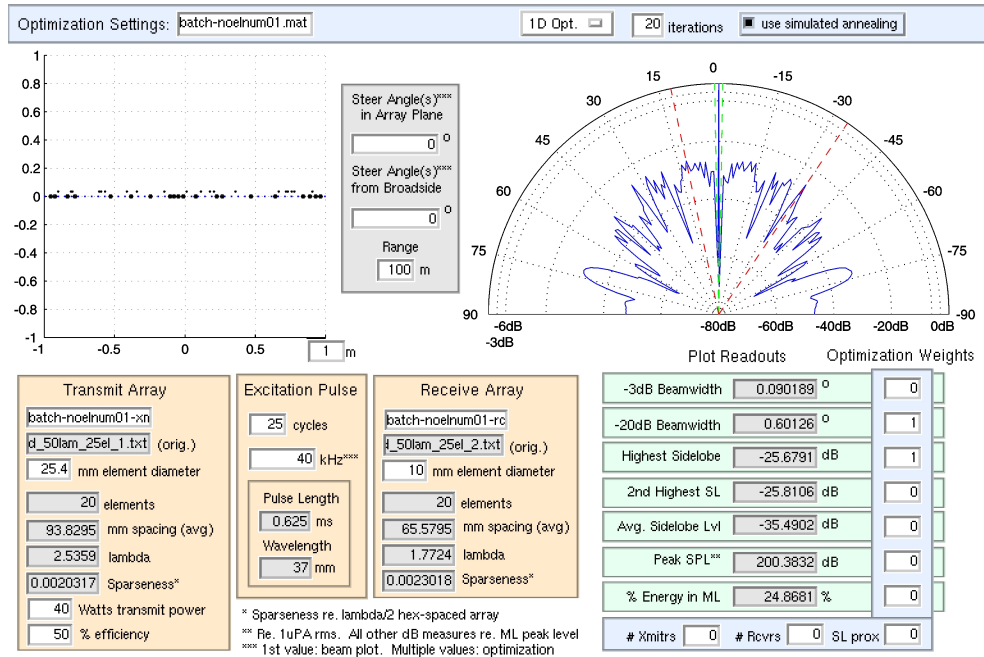 Optimization Settings: batch-noelnum01.mat 1D Opt. 20 iterations use simulated annealing
1
0.8
0.6
0.4
0.2
0
-0.2
-0.4
-0.6
-0.8
-1
-1 -0.5 0 0.5 1 m
Steer Angle(s)***
in Array Plane
0 o
Steer Angle(s)***
from Broadside
0 o
Range
100 m
90 75 60 45 30 15 0 -15 -30 -45 -60 -75 -90
-6dB -80dB -60dB -40dB -20dB 0dB
-3dB
Transmit Array
batch-noelnum01-xn
d_50lam_25el_1.txt (orig.)
25.4 mm element diameter
20 elements
93.8295 mm spacing (avg)
2.5359 lambda
0.0020317 Sparseness*
40 Watts transmit power
50 % efficiency
Excitation Pulse
25 cycles
40 kHz***
Pulse Length
0.625 ms
Wavelength
37 mm
Receive Array
batch-noelnum01-rc
d_50lam_25el_2.txt (orig.)
10 mm element diameter
20 elements
65.5795 mm spacing (avg)
1.7724 lambda
0.0023018 Sparseness*
* Sparseness re. lambda/2 hex-spaced array
** Re. 1uPA rms. All other dB measures re. ML peak level
*** 1st value: beam plot. Multiple values: optimization
Plot Readouts Optimization Weights
-3dB Beamwidth 0.090189 o 0
-20dB Beamwidth 0.60126 o 1
Highest Sidelobe -25.6791 dB 1
2nd Highest SL -25.8106 dB 0
Avg. Sidelobe Lvl -35.4902 dB 0
Peak SPL** 200.3832 dB 0
% Energy in ML 24.8681 % 0
# Xmitrs 0 # Rcvrs 0 SL prox 0